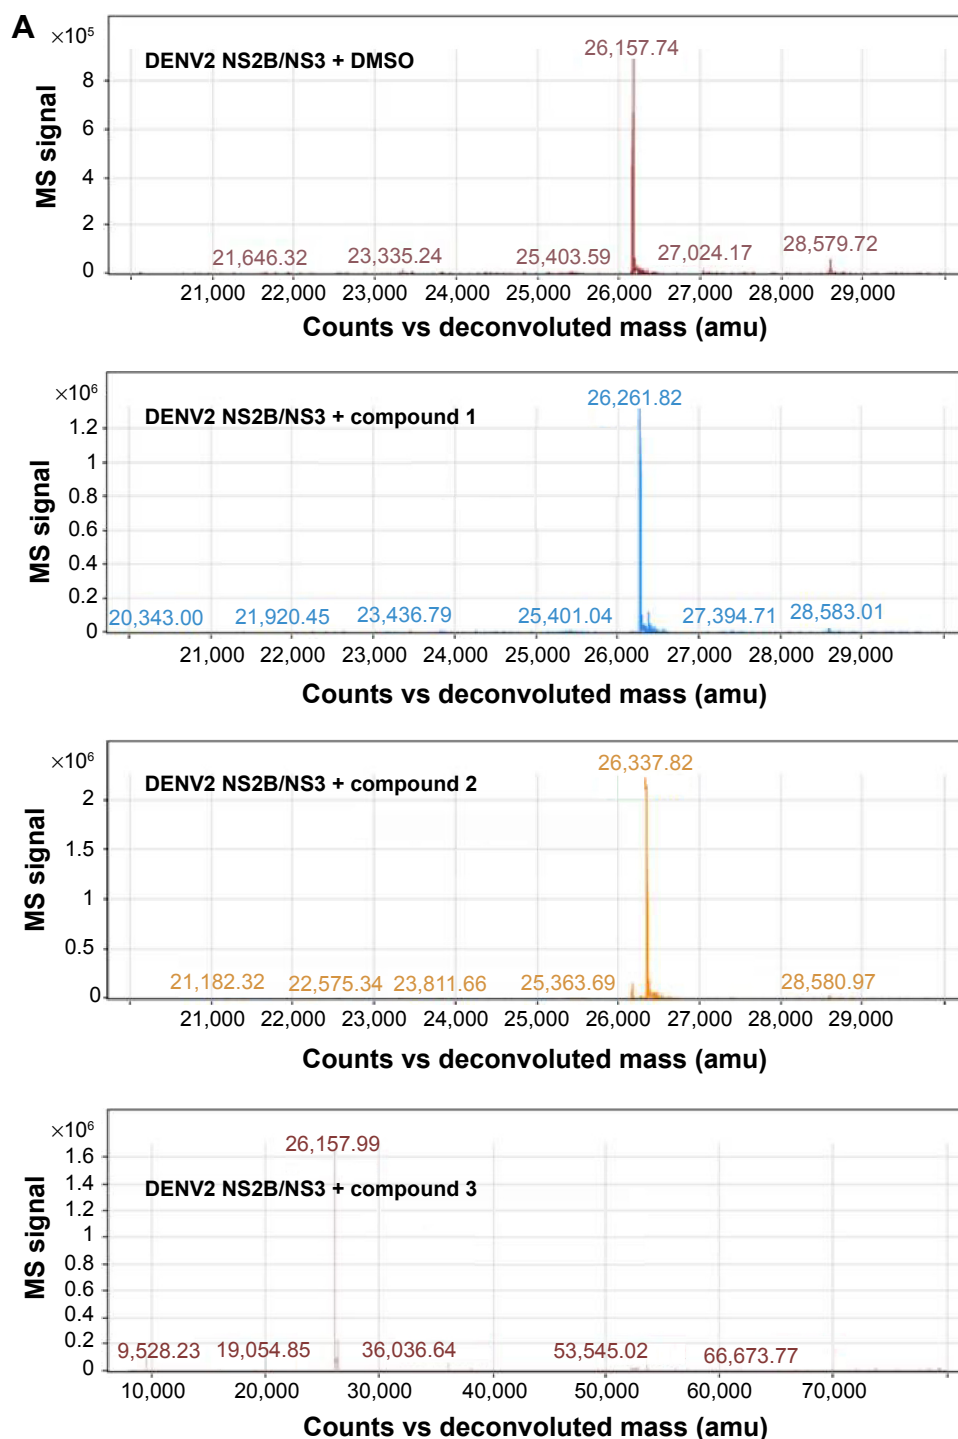 A
×10⁵
DENV2 NS2B/NS3 + DMSO
26,157.74
MS signal
8
6
4
2
0
21,646.32 23,335.24 25,403.59 27,024.17 28,579.72
21,000 22,000 23,000 24,000 25,000 26,000 27,000 28,000 29,000
Counts vs deconvoluted mass (amu)
×10⁶
DENV2 NS2B/NS3 + compound 1
26,261.82
MS signal
1.2
1
0.8
0.6
0.4
0.2
0
20,343.00 21,920.45 23,436.79 25,401.04 27,394.71 28,583.01
21,000 22,000 23,000 24,000 25,000 26,000 27,000 28,000 29,000
Counts vs deconvoluted mass (amu)
×10⁶
DENV2 NS2B/NS3 + compound 2
26,337.82
MS signal
2
1.5
1
0.5
0
21,182.32 22,575.34 23,811.66 25,363.69 28,580.97
21,000 22,000 23,000 24,000 25,000 26,000 27,000 28,000 29,000
Counts vs deconvoluted mass (amu)
×10⁶
26,157.99
DENV2 NS2B/NS3 + compound 3
MS signal
1.6
1.4
1.2
1
0.8
0.6
0.4
0.2
0
9,528.23 19,054.85 36,036.64 53,545.02 66,673.77
10,000 20,000 30,000 40,000 50,000 60,000 70,000
Counts vs deconvoluted mass (amu)